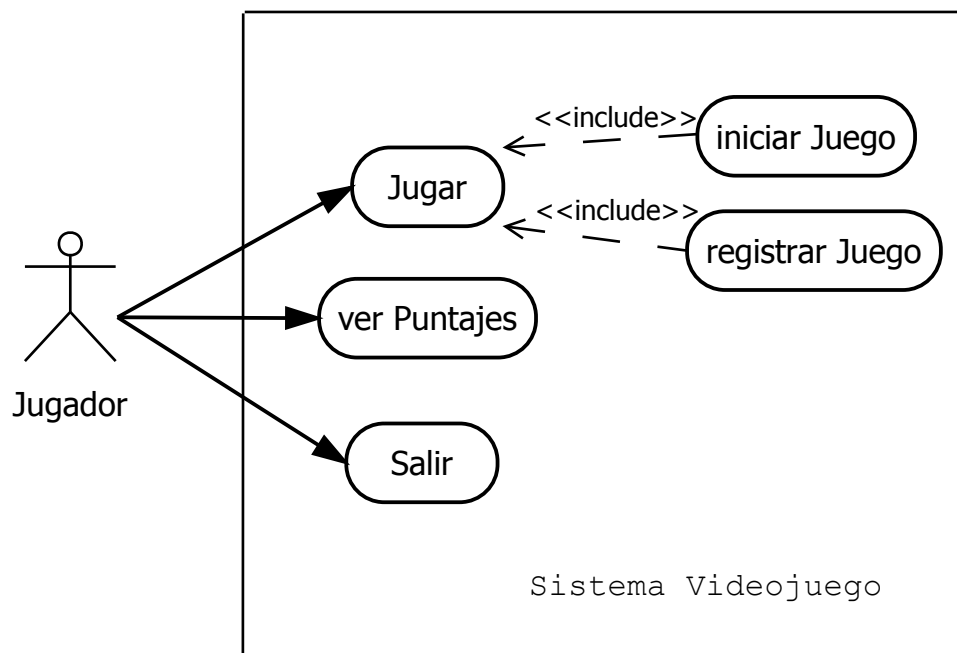 <<include>>
iniciar Juego
Jugar
<<include>>
registrar Juego
ver Puntajes
Jugador
Salir
Sistema Videojuego